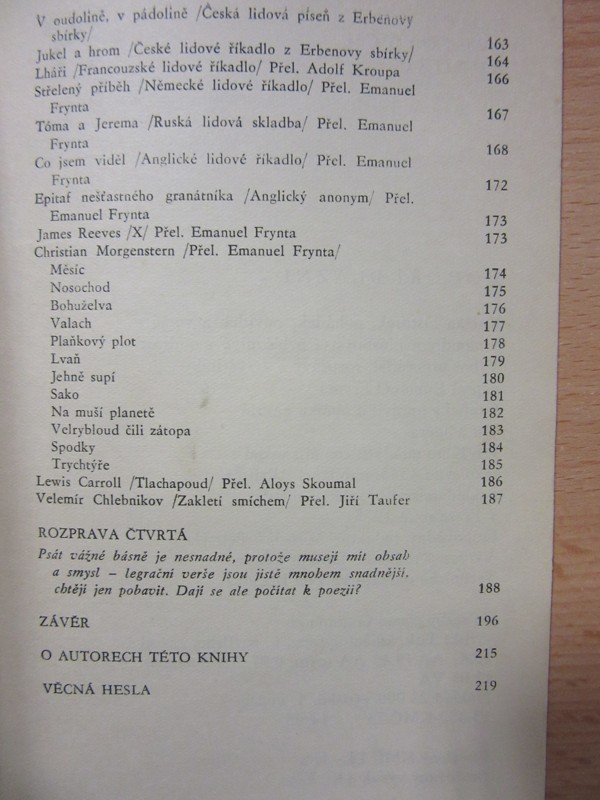 V oudolině, v pádolině /Česká lidová píseň z Erbenovy
sbírky/ 163
Jukel a hrom /České lidové říkadlo z Erbenovy sbírky/ 164
Lháři /Francouzské lidové říkadlo/ Přel. Adolf Kroupa 166
Střelený příběh /Německé lidové říkadlo/ Přel. Emanuel
Frynta 167
Tóma a Jerema /Ruská lidová skladba/ Přel. Emanuel
Frynta 168
Co jsem viděl /Anglické lidové říkadlo/ Přel. Emanuel
Frynta 172
Epitaf nešťastného granátníka /Anglický anonym/ Přel.
Emanuel Frynta 173
James Reeves /X/ Přel. Emanuel Frynta 173
Christian Morgenstern /Přel. Emanuel Frynta/
Měsíc 174
Nosochod 175
Bohuželva 176
Valach 177
Plaňkový plot 178
Lvaň 179
Jehně supí 180
Sako 181
Na muší planetě 182
Velrybloud čili zátopa 183
Spodky 184
Trychtýře 185
Lewis Carroll /Tlachapoud/ Přel. Aloys Skoumal 186
Velemír Chlebnikov /Zakletí smíchem/ Přel. Jiří Taufer 187
ROZPRAVA ČTVRTÁ
Psát vážné básně je nesnadné, protože musejí mít obsah
a smysl – legrační verše jsou jistě mnohem snadnější,
chtějí jen pobavit. Dají se ale počítat k poezii? 188
ZÁVĚR 196
O AUTORECH TÉTO KNIHY 215
VĚCNÁ HESLA 219